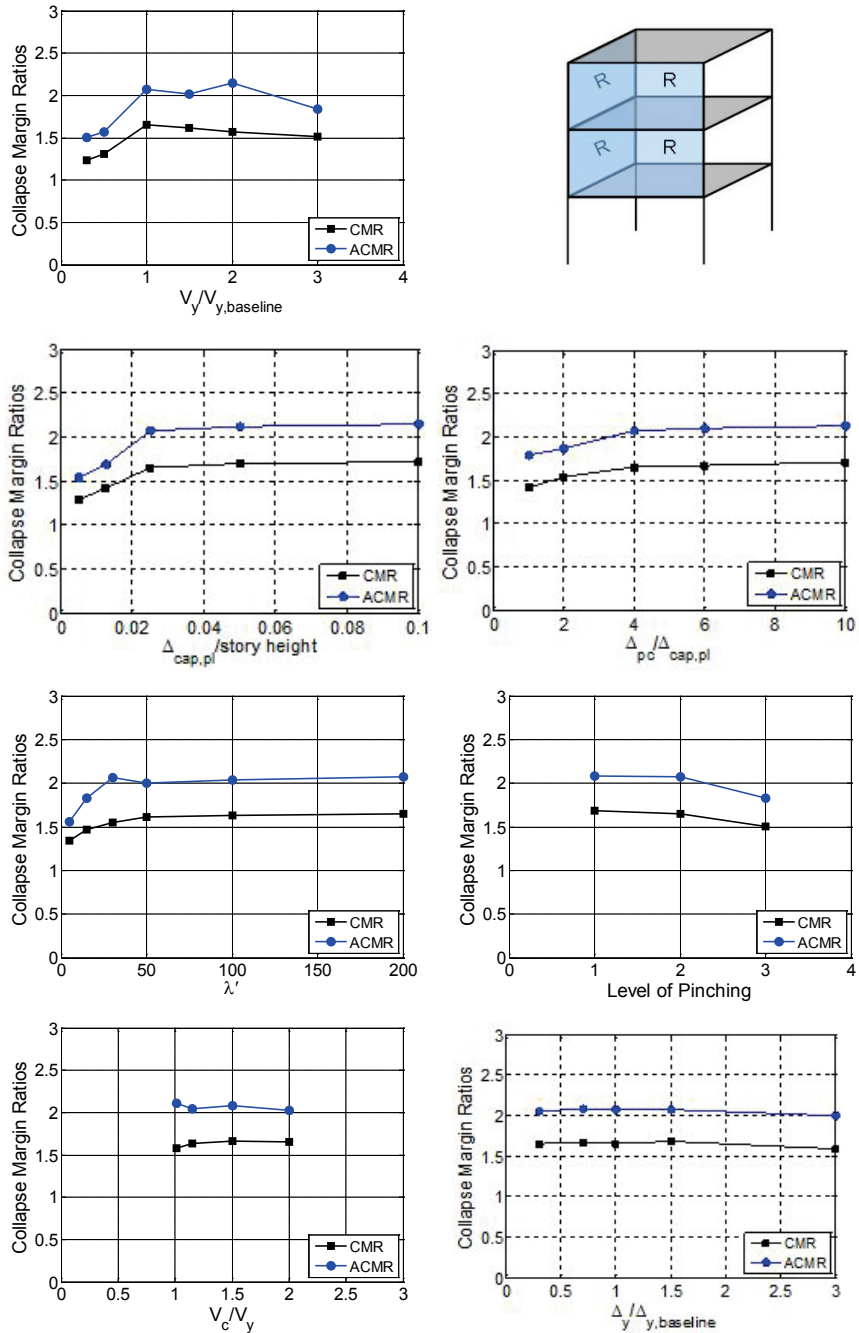 3
2.5
2
1.5
1
0.5
0
Collapse Margin Ratios
CMR
ACMR
0 1 2 3 4
V_y/V_y,baseline
R R
R R
3
2.5
2
1.5
1
0.5
0
Collapse Margin Ratios
CMR
ACMR
0.02 0.04 0.06 0.08 0.1
Δ_cap,pl/story height
3
2.5
2
1.5
1
0.5
0
Collapse Margin Ratios
CMR
ACMR
2 4 6 8 10
Δ_pc/Δ_cap,pl
3
2.5
2
1.5
1
0.5
0
Collapse Margin Ratios
CMR
ACMR
0 50 100 150 200
λ'
3
2.5
2
1.5
1
0.5
0
Collapse Margin Ratios
CMR
ACMR
0 1 2 3 4
Level of Pinching
3
2.5
2
1.5
1
0.5
0
Collapse Margin Ratios
CMR
ACMR
0 0.5 1 1.5 2 2.5 3
V_c/V_y
3
2.5
2
1.5
1
0.5
0
Collapse Margin Ratios
CMR
ACMR
0 0.5 1 1.5 2 2.5 3
Δ_y/Δ_y,baseline